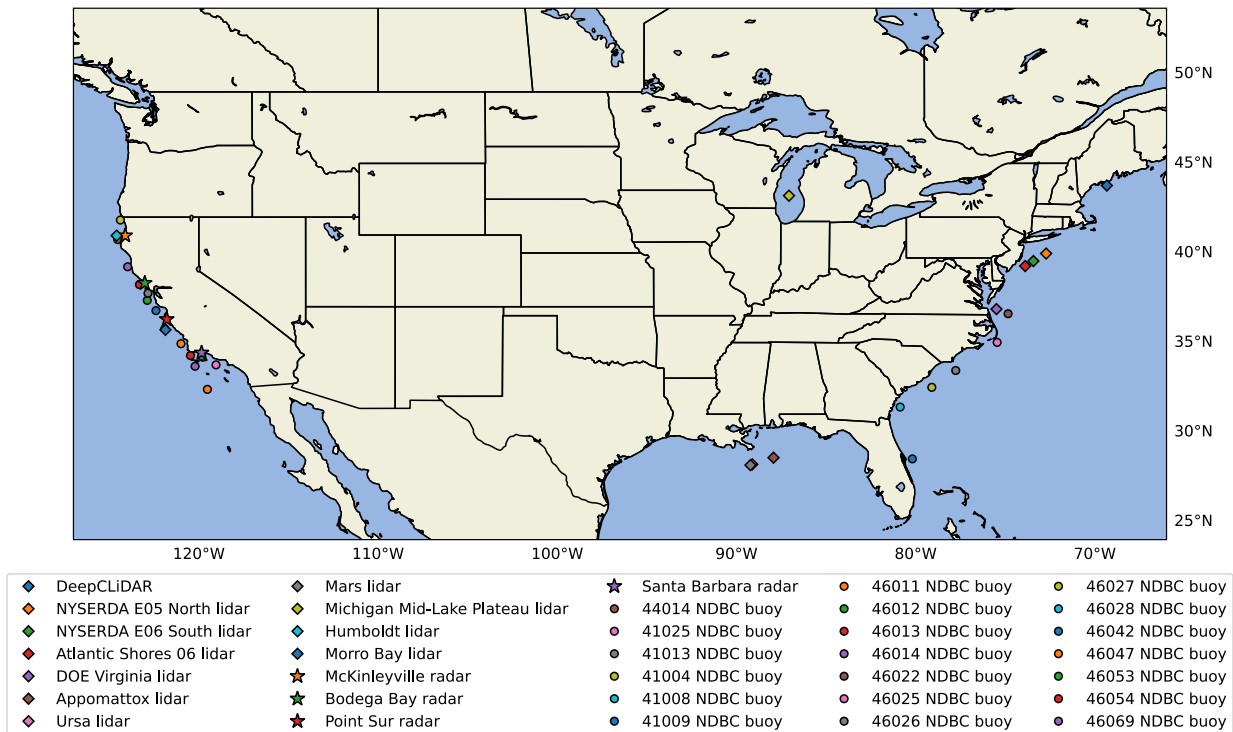 50°N
45°N
40°N
35°N
30°N
25°N
120°W 110°W 100°W 90°W 80°W 70°W
DeepCLiDAR
NYSERDA E05 North lidar
NYSERDA E06 South lidar
Atlantic Shores 06 lidar
DOE Virginia lidar
Appomattox lidar
Ursa lidar
Mars lidar
Michigan Mid-Lake Plateau lidar
Humboldt lidar
Morro Bay lidar
McKinleyville radar
Bodega Bay radar
Point Sur radar
Santa Barbara radar
44014 NDBC buoy
41025 NDBC buoy
41013 NDBC buoy
41004 NDBC buoy
41008 NDBC buoy
41009 NDBC buoy
46011 NDBC buoy
46012 NDBC buoy
46013 NDBC buoy
46014 NDBC buoy
46022 NDBC buoy
46025 NDBC buoy
46026 NDBC buoy
46027 NDBC buoy
46028 NDBC buoy
46042 NDBC buoy
46047 NDBC buoy
46053 NDBC buoy
46054 NDBC buoy
46069 NDBC buoy